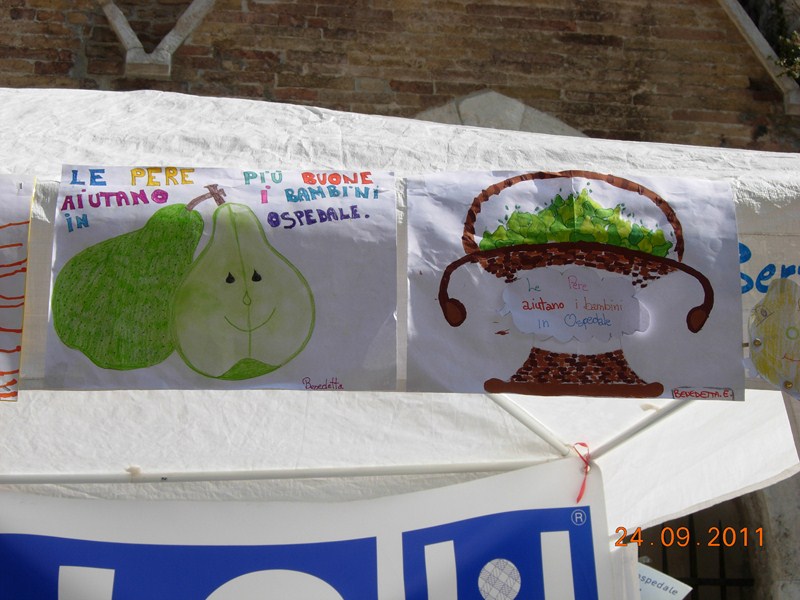 LE PERE PIÙ BUONE
AIUTANO I BAMBINI
IN OSPEDALE.
Benedetta
Le Pere
aiutano i bambini
in Ospedale
BENEDETTA.E.
®
24.09.2011
ospedale